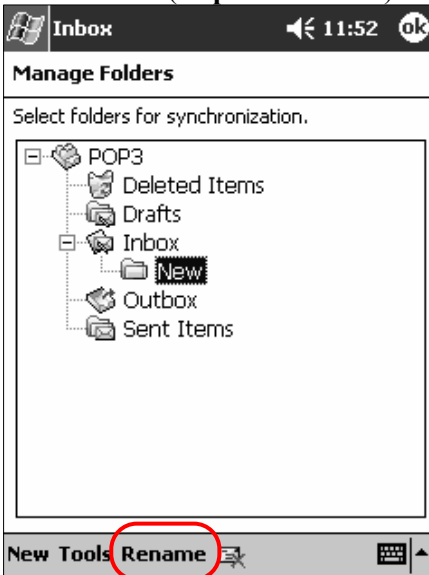 Inbox 11:52 ok
Manage Folders
Select folders for synchronization.
POP3
Deleted Items
Drafts
Inbox
New
Outbox
Sent Items
New Tools Rename